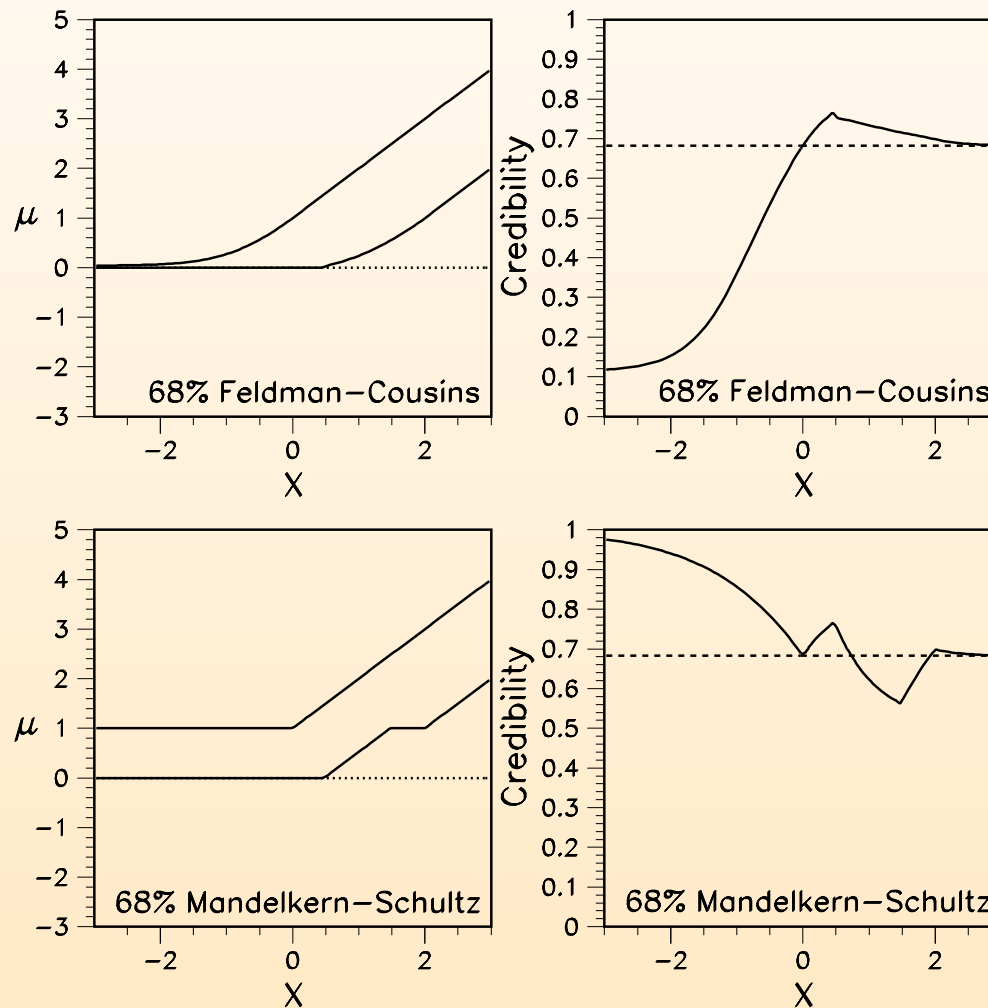 5
4
3
2
μ 1
0
−1
−2
−3
68% Feldman−Cousins
−2 0 2
X
1
0.9
0.8
0.7
0.6
0.5
0.4
0.3
0.2
0.1
0
Credibility
68% Feldman−Cousins
−2 0 2
X
5
4
3
2
μ 1
0
−1
−2
−3
68% Mandelkern−Schultz
−2 0 2
X
1
0.9
0.8
0.7
0.6
0.5
0.4
0.3
0.2
0.1
0
Credibility
68% Mandelkern−Schultz
−2 0 2
X